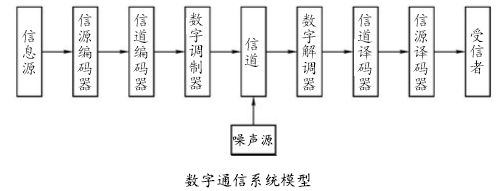 信息源
信源编码器
信道编码器
数字调制器
信道
数字解调器
信道译码器
信源译码器
受信者
噪声源
数字通信系统模型